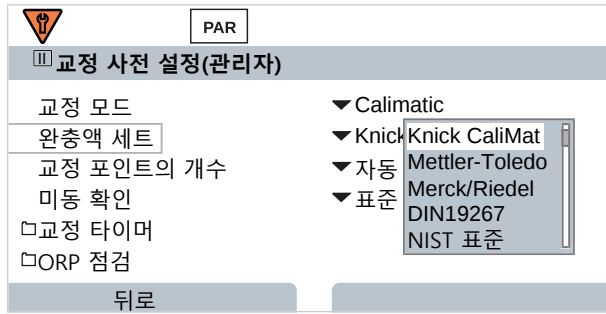 PAR
II 교정 사전 설정(관리자)
교정 모드 Calimatic
완충액 세트 Knick Knick CaliMat
Mettler-Toledo
교정 포인트의 개수 자동
Merck/Riedel
미동 확인 표준
DIN19267
교정 타이머
NIST 표준
ORP 점검
뒤로